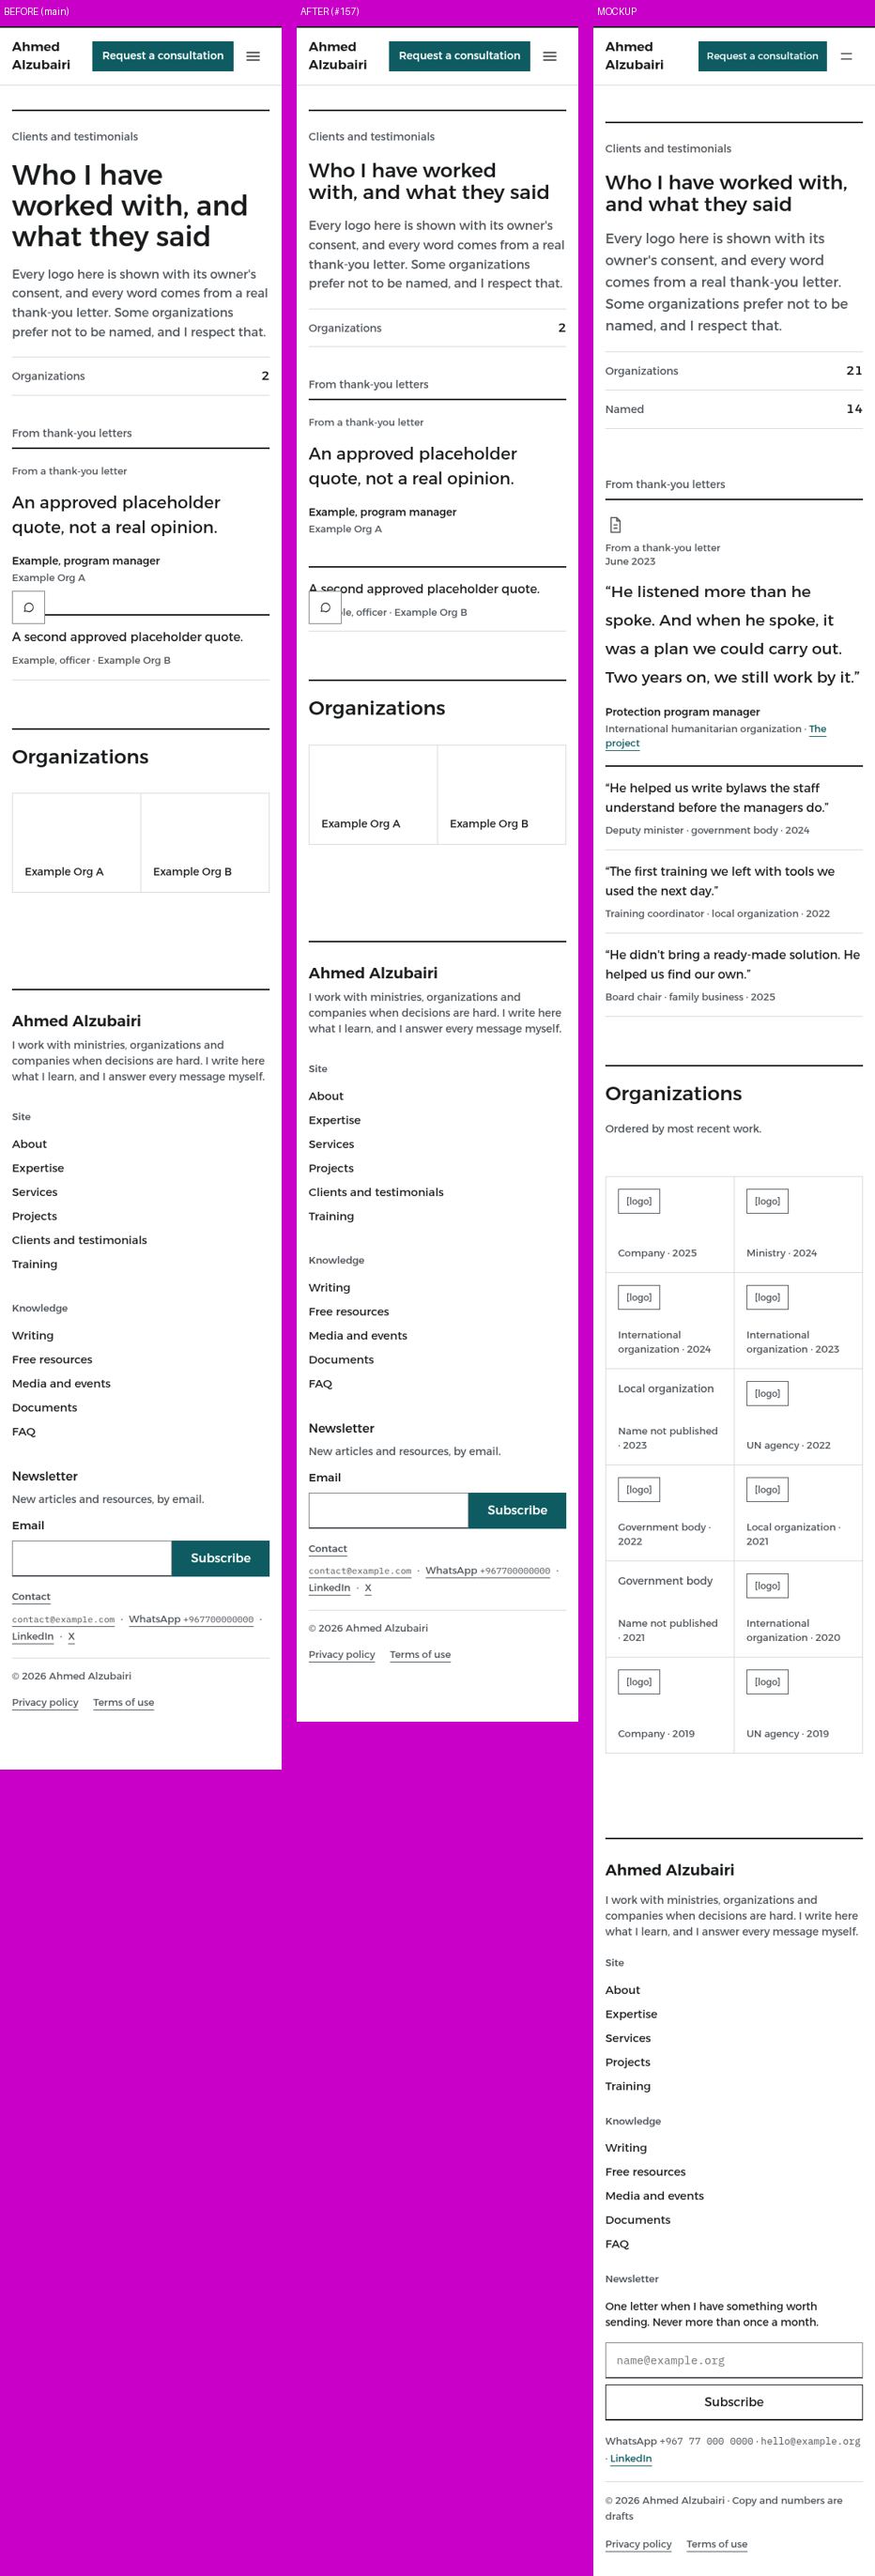 BEFORE (main)
Ahmed
Alzubairi
Request a consultation
Clients and testimonials
Who I have
worked with, and
what they said
Every logo here is shown with its owner's
consent, and every word comes from a real
thank-you letter. Some organizations
prefer not to be named, and I respect that.
Organizations 2
From thank-you letters
From a thank-you letter
An approved placeholder
quote, not a real opinion.
Example, program manager
Example Org A
A second approved placeholder quote.
Example, officer · Example Org B
Organizations
Example Org A
Example Org B
Ahmed Alzubairi
I work with ministries, organizations and
companies when decisions are hard. I write here
what I learn, and I answer every message myself.
Site
About
Expertise
Services
Projects
Clients and testimonials
Training
Knowledge
Writing
Free resources
Media and events
Documents
FAQ
Newsletter
New articles and resources, by email.
Email
Subscribe
Contact
contact@example.com · WhatsApp +967700000000 ·
LinkedIn · X
© 2026 Ahmed Alzubairi
Privacy policy Terms of use
AFTER (#157)
Ahmed
Alzubairi
Request a consultation
Clients and testimonials
Who I have worked
with, and what they said
Every logo here is shown with its owner's
consent, and every word comes from a real
thank-you letter. Some organizations
prefer not to be named, and I respect that.
Organizations 2
From thank-you letters
From a thank-you letter
An approved placeholder
quote, not a real opinion.
Example, program manager
Example Org A
A second approved placeholder quote.
officer · Example Org B
Organizations
Example Org A
Example Org B
Ahmed Alzubairi
I work with ministries, organizations and
companies when decisions are hard. I write here
what I learn, and I answer every message myself.
Site
About
Expertise
Services
Projects
Clients and testimonials
Training
Knowledge
Writing
Free resources
Media and events
Documents
FAQ
Newsletter
New articles and resources, by email.
Email
Subscribe
Contact
contact@example.com · WhatsApp +967700000000 ·
LinkedIn · X
© 2026 Ahmed Alzubairi
Privacy policy Terms of use
MOCKUP
Ahmed
Alzubairi
Request a consultation
Clients and testimonials
Who I have worked with,
and what they said
Every logo here is shown with its
owner's consent, and every word
comes from a real thank-you letter.
Some organizations prefer not to be
named, and I respect that.
Organizations 21
Named 14
From thank-you letters
From a thank-you letter
June 2023
“He listened more than he
spoke. And when he spoke, it
was a plan we could carry out.
Two years on, we still work by it.”
Protection program manager
International humanitarian organization · The
project
“He helped us write bylaws the staff
understand before the managers do.”
Deputy minister · government body · 2024
“The first training we left with tools we
used the next day.”
Training coordinator · local organization · 2022
“He didn't bring a ready-made solution. He
helped us find our own.”
Board chair · family business · 2025
Organizations
Ordered by most recent work.
[logo]
Company · 2025
[logo]
Ministry · 2024
[logo]
International
organization · 2024
[logo]
International
organization · 2023
Local organization
Name not published
· 2023
[logo]
UN agency · 2022
[logo]
Government body ·
2022
[logo]
Local organization ·
2021
Government body
Name not published
· 2021
[logo]
International
organization · 2020
[logo]
Company · 2019
[logo]
UN agency · 2019
Ahmed Alzubairi
I work with ministries, organizations and
companies when decisions are hard. I write here
what I learn, and I answer every message myself.
Site
About
Expertise
Services
Projects
Training
Knowledge
Writing
Free resources
Media and events
Documents
FAQ
Newsletter
One letter when I have something worth
sending. Never more than once a month.
name@example.org
Subscribe
WhatsApp +967 77 000 0000 · hello@example.org
· LinkedIn
© 2026 Ahmed Alzubairi · Copy and numbers are
drafts
Privacy policy Terms of use